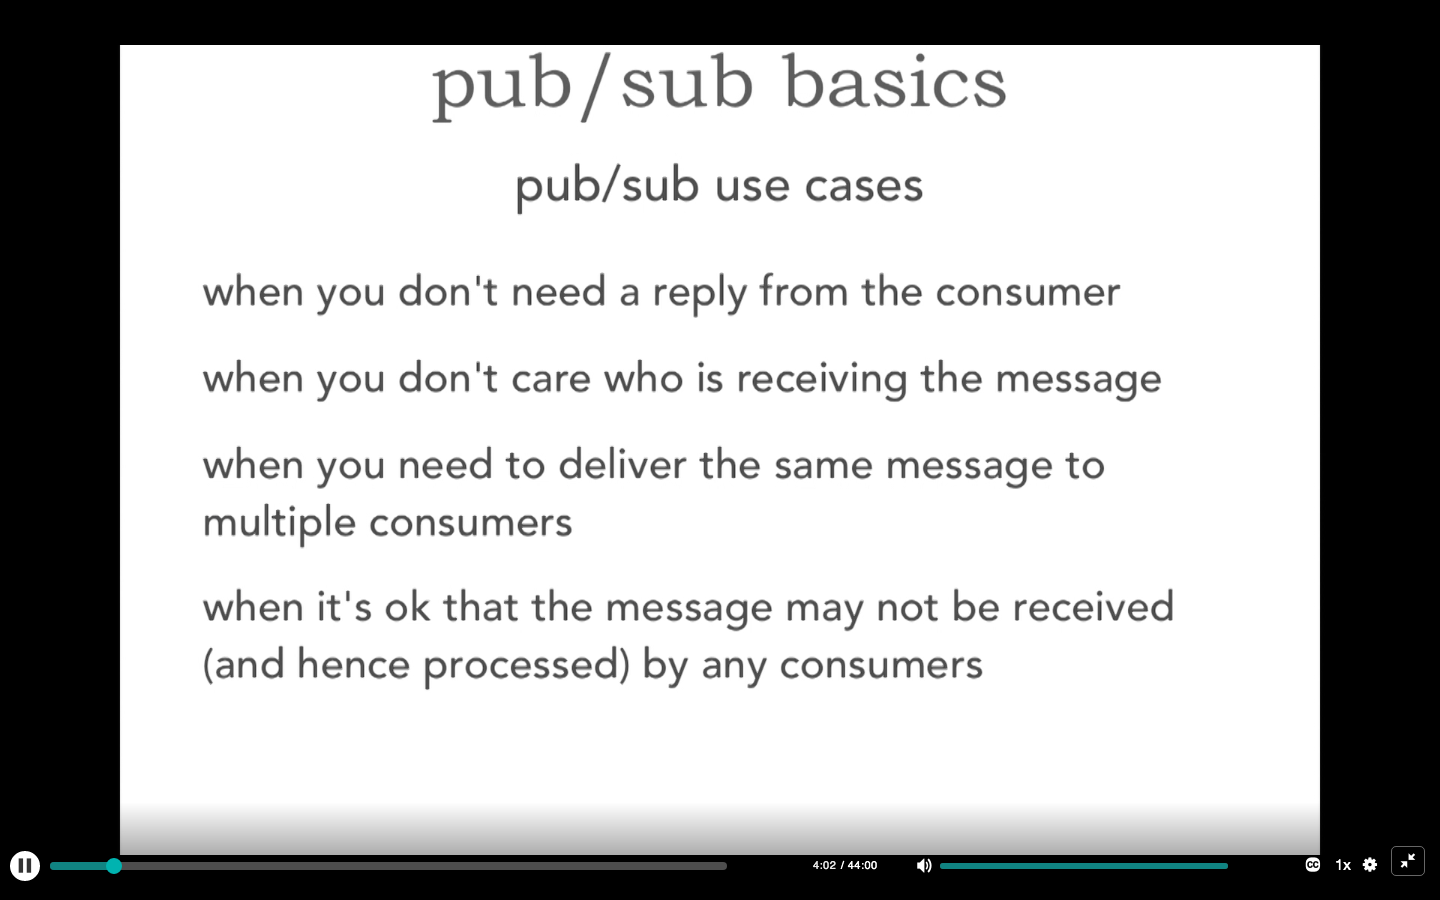 pub/sub basics
pub/sub use cases
when you don't need a reply from the consumer
when you don't care who is receiving the message
when you need to deliver the same message to
multiple consumers
when it's ok that the message may not be received
(and hence processed) by any consumers
4:02 / 44:00
CC
1x